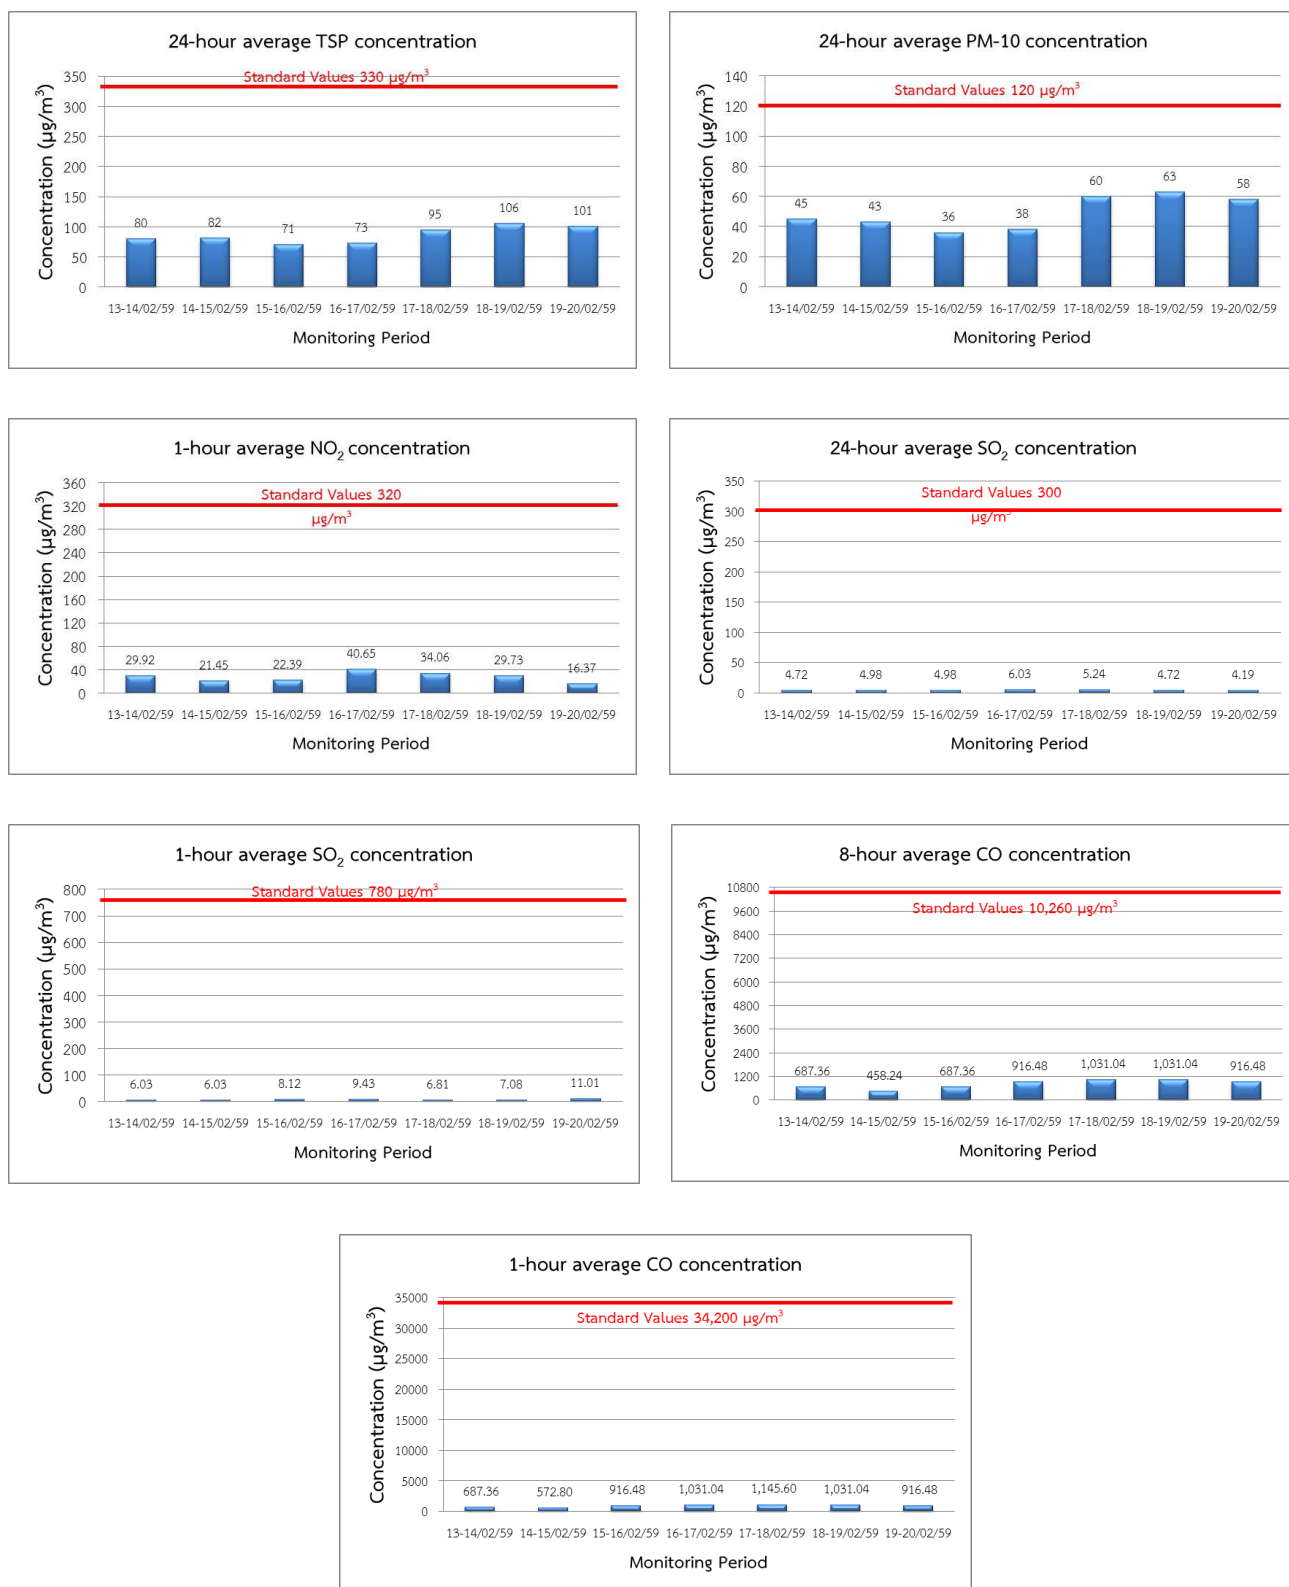 24-hour average TSP concentration
Standard Values 330 µg/m³
Concentration (µg/m³)
350
300
250
200
150
100
50
0
80
82
71
73
95
106
101
13-14/02/59 14-15/02/59 15-16/02/59 16-17/02/59 17-18/02/59 18-19/02/59 19-20/02/59
Monitoring Period
24-hour average PM-10 concentration
Standard Values 120 µg/m³
Concentration (µg/m³)
140
120
100
80
60
40
20
0
45
43
36
38
60
63
58
13-14/02/59 14-15/02/59 15-16/02/59 16-17/02/59 17-18/02/59 18-19/02/59 19-20/02/59
Monitoring Period
1-hour average NO₂ concentration
Standard Values 320
µg/m³
Concentration (µg/m³)
360
320
280
240
200
160
120
80
40
0
29.92
21.45
22.39
40.65
34.06
29.73
16.37
13-14/02/59 14-15/02/59 15-16/02/59 16-17/02/59 17-18/02/59 18-19/02/59 19-20/02/59
Monitoring Period
24-hour average SO₂ concentration
Standard Values 300
µg/m³
Concentration (µg/m³)
350
300
250
200
150
100
50
0
4.72
4.98
4.98
6.03
5.24
4.72
4.19
13-14/02/59 14-15/02/59 15-16/02/59 16-17/02/59 17-18/02/59 18-19/02/59 19-20/02/59
Monitoring Period
1-hour average SO₂ concentration
Standard Values 780 µg/m³
Concentration (µg/m³)
800
700
600
500
400
300
200
100
0
6.03
6.03
8.12
9.43
6.81
7.08
11.01
13-14/02/59 14-15/02/59 15-16/02/59 16-17/02/59 17-18/02/59 18-19/02/59 19-20/02/59
Monitoring Period
8-hour average CO concentration
Standard Values 10,260 µg/m³
Concentration (µg/m³)
10800
9600
8400
7200
6000
4800
3600
2400
1200
0
687.36
458.24
687.36
916.48
1,031.04
1,031.04
916.48
13-14/02/59 14-15/02/59 15-16/02/59 16-17/02/59 17-18/02/59 18-19/02/59 19-20/02/59
Monitoring Period
1-hour average CO concentration
Standard Values 34,200 µg/m³
Concentration (µg/m³)
35000
30000
25000
20000
15000
10000
5000
0
687.36
572.80
916.48
1,031.04
1,145.60
1,031.04
916.48
13-14/02/59 14-15/02/59 15-16/02/59 16-17/02/59 17-18/02/59 18-19/02/59 19-20/02/59
Monitoring Period